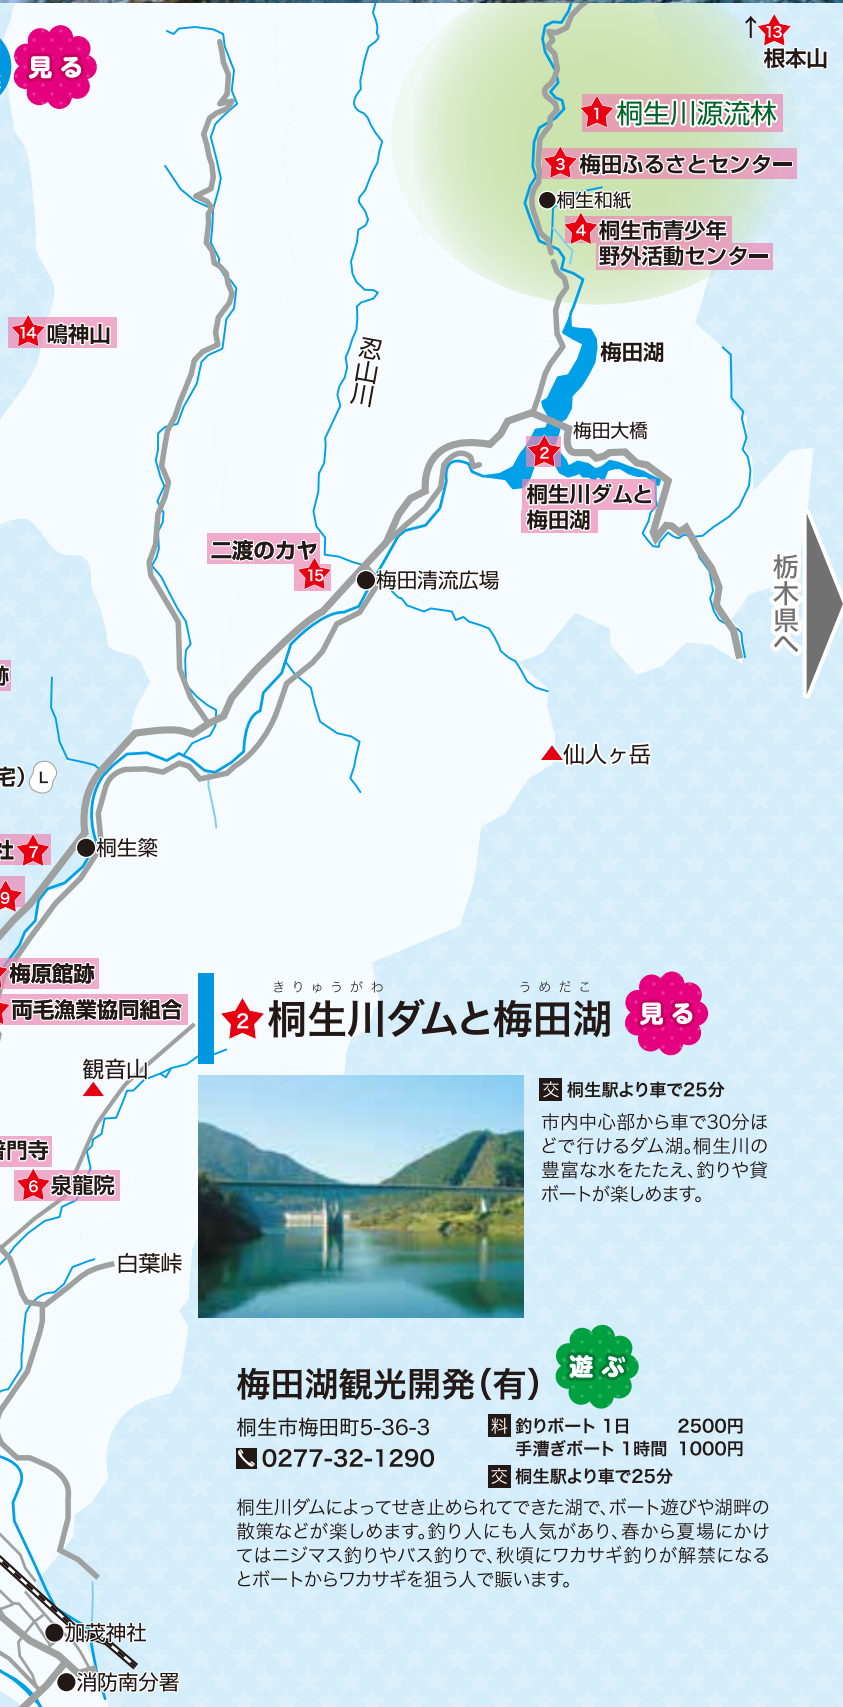 見る
↑13
根本山
1 桐生川源流林
3 梅田ふるさとセンター
●桐生和紙
4 桐生市青少年
野外活動センター
14 鳴神山
忍山川
梅田湖
梅田大橋
2
桐生川ダムと
梅田湖
二渡のカヤ
15
●梅田清流広場
栃木県へ
跡
▲仙人ヶ岳
宅) L
●桐生簗
社 7
9
梅原館跡
両毛漁業協同組合
観音山
普門寺
6 泉龍院
白葉峠
きりゅうがわ うめだこ
2 桐生川ダムと梅田湖
見る
交 桐生駅より車で25分
市内中心部から車で30分ほ
どで行けるダム湖。桐生川の
豊富な水をたたえ、釣りや貸
ボートが楽しめます。
梅田湖観光開発(有)
遊ぶ
桐生市梅田町5-36-3
0277-32-1290
料 釣りボート 1日 2500円
手漕ぎボート 1時間 1000円
交 桐生駅より車で25分
桐生川ダムによってせき止められてできた湖で、ボート遊びや湖畔の
散策などが楽しめます。釣り人にも人気があり、春から夏場にかけ
てはニジマス釣りやバス釣りで、秋頃にワカサギ釣りが解禁になる
とボートからワカサギを狙う人で賑います。
●加茂神社
●消防南分署